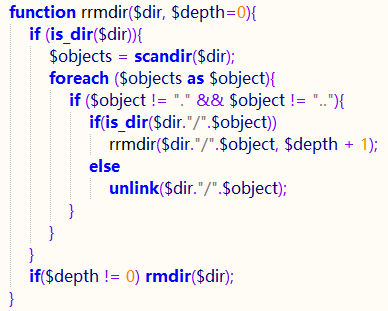 function rrmdir($dir, $depth=0){
    if (is_dir($dir)){
        $objects = scandir($dir);
        foreach ($objects as $object){
            if ($object != "." && $object != ".."){
                if(is_dir($dir."/".$object))
                    rrmdir($dir."/".$object, $depth + 1);
                else
                    unlink($dir."/".$object);
            }
        }
    }
    if($depth != 0) rmdir($dir);
}